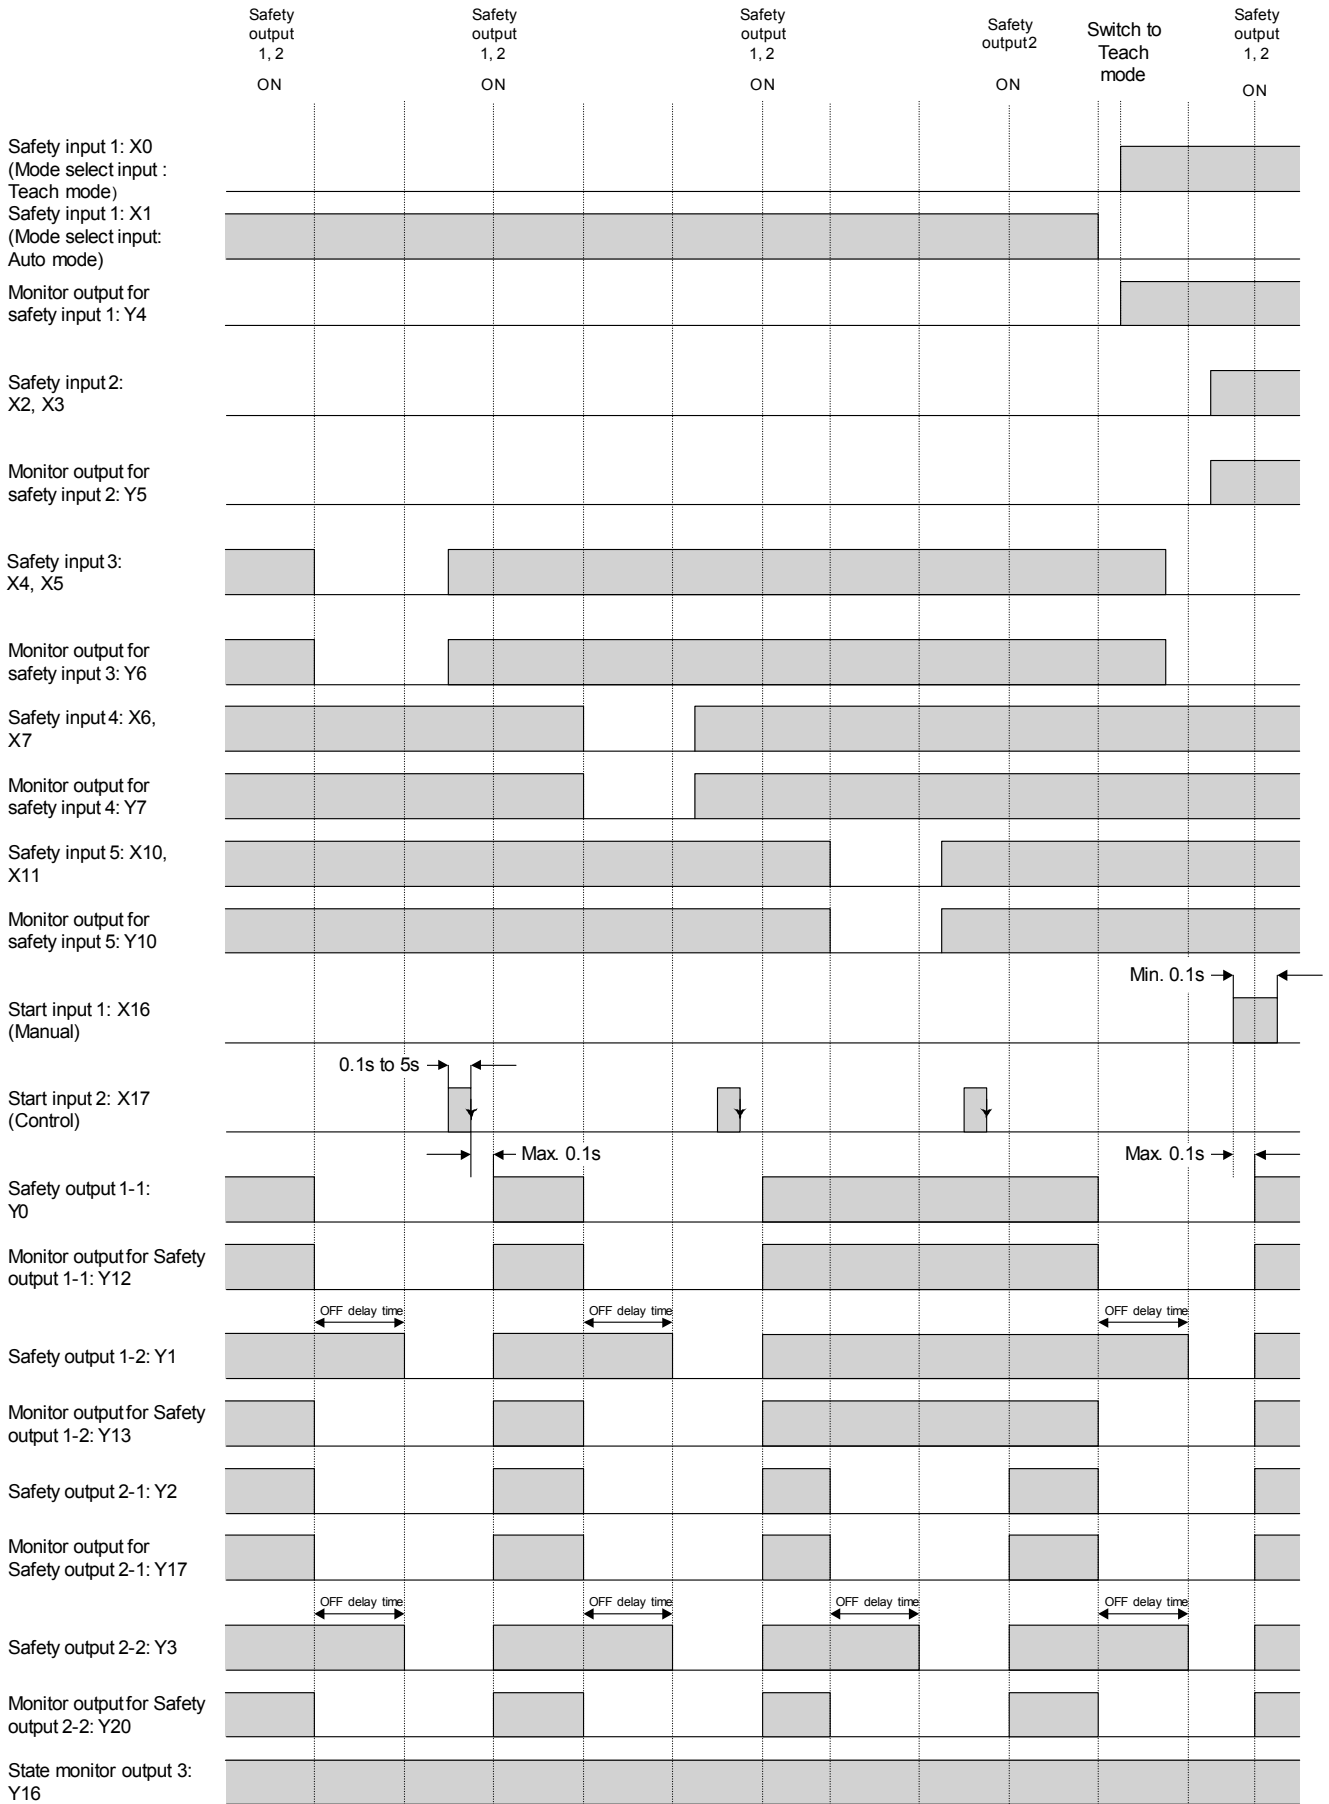 Safety
output
1, 2
ON
Safety
output
1, 2
ON
Safety
output
1, 2
ON
Safety
output2
ON
Switch to
Teach
mode
Safety
output
1, 2
ON
Safety input 1: X0
(Mode select input :
Teach mode)
Safety input 1: X1
(Mode select input:
Auto mode)
Monitor output for
safety input 1: Y4
Safety input 2:
X2, X3
Monitor output for
safety input 2: Y5
Safety input 3:
X4, X5
Monitor output for
safety input 3: Y6
Safety input 4: X6,
X7
Monitor output for
safety input 4: Y7
Safety input 5: X10,
X11
Monitor output for
safety input 5: Y10
Min. 0.1s
Start input 1: X16
(Manual)
0.1s to 5s
Start input 2: X17
(Control)
Max. 0.1s
Max. 0.1s
Safety output 1-1:
Y0
Monitor output for Safety
output 1-1: Y12
OFF delay time
OFF delay time
OFF delay time
Safety output 1-2: Y1
Monitor output for Safety
output 1-2: Y13
Safety output 2-1: Y2
Monitor output for
Safety output 2-1: Y17
OFF delay time
OFF delay time
OFF delay time
OFF delay time
Safety output 2-2: Y3
Monitor output for Safety
output 2-2: Y20
State monitor output 3:
Y16